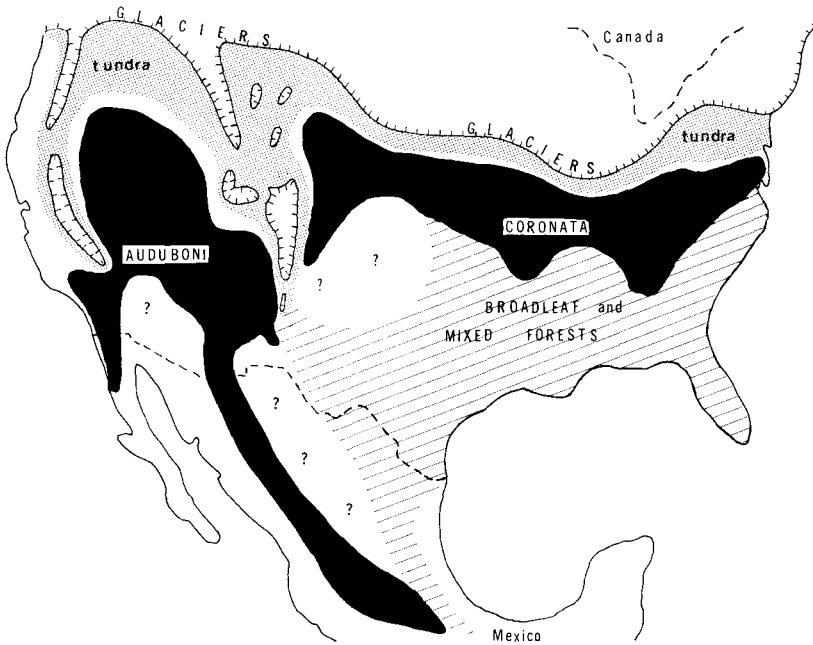 GLACIERS
Canada
tundra
GLACIERS
tundra
CORONATA
AUDUBONI
?
?
?
BROADLEAF and
MIXED FORESTS
?
?
?
Mexico